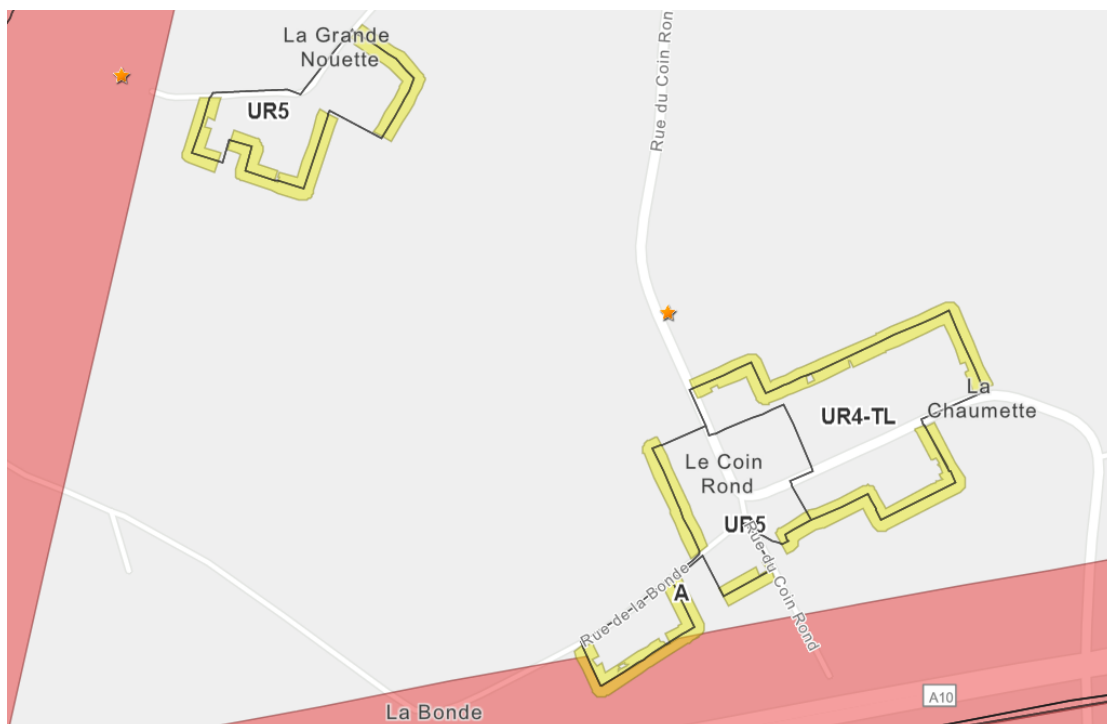 La Grande
Nouette
UR5
Rue du Coin Ron
La
Chaumette
UR4-TL
Le Coin
Rond
UR5
Rue du Coin Rond
Rue-de-la-Bonde
A
A10
La Bonde